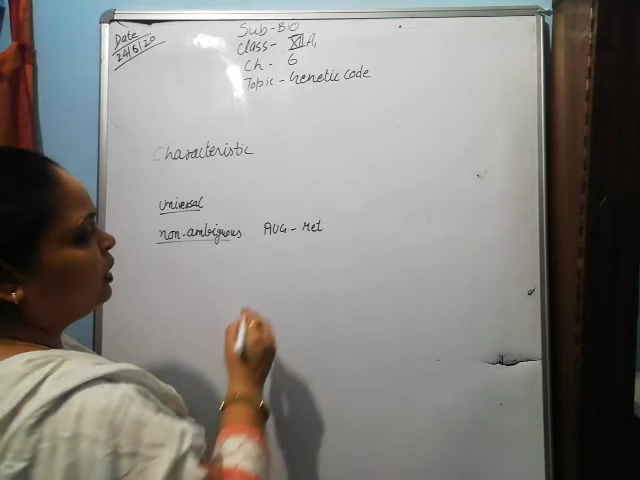 Date
24/6/20
Sub-BIO
Class- XII A1
Ch - 6
Topic - Genetic code
Characteristic
universal
non-ambiguous AUG - Met